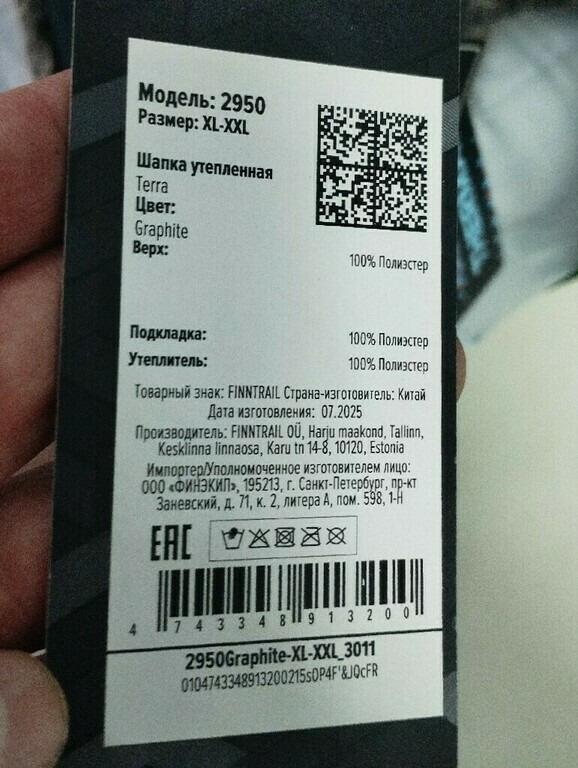 Модель: 2950
Размер: XL-XXL
Шапка утепленная
Terra
Цвет:
Graphite
Верх:
100% Полиэстер
Подкладка:
100% Полиэстер
Утеплитель:
100% Полиэстер
Товарный знак: FINNTRAIL Страна-изготовитель: Китай
Дата изготовления: 07.2025
Производитель: FINNTRAIL OÜ, Harju maakond, Tallinn,
Kesklinna linnaosa, Karu tn 14-8, 10120, Estonia
Импортер/Уполномоченное изготовителем лицо:
ООО «ФИНЭКИП», 195213, г. Санкт-Петербург, пр-кт
Заневский, д. 71, к. 2, литера А, пом. 598, 1-Н
EAC
4 743348 913200
2950Graphite-XL-XXL_3011
0104743348913200215sOP4F'&JQcFR